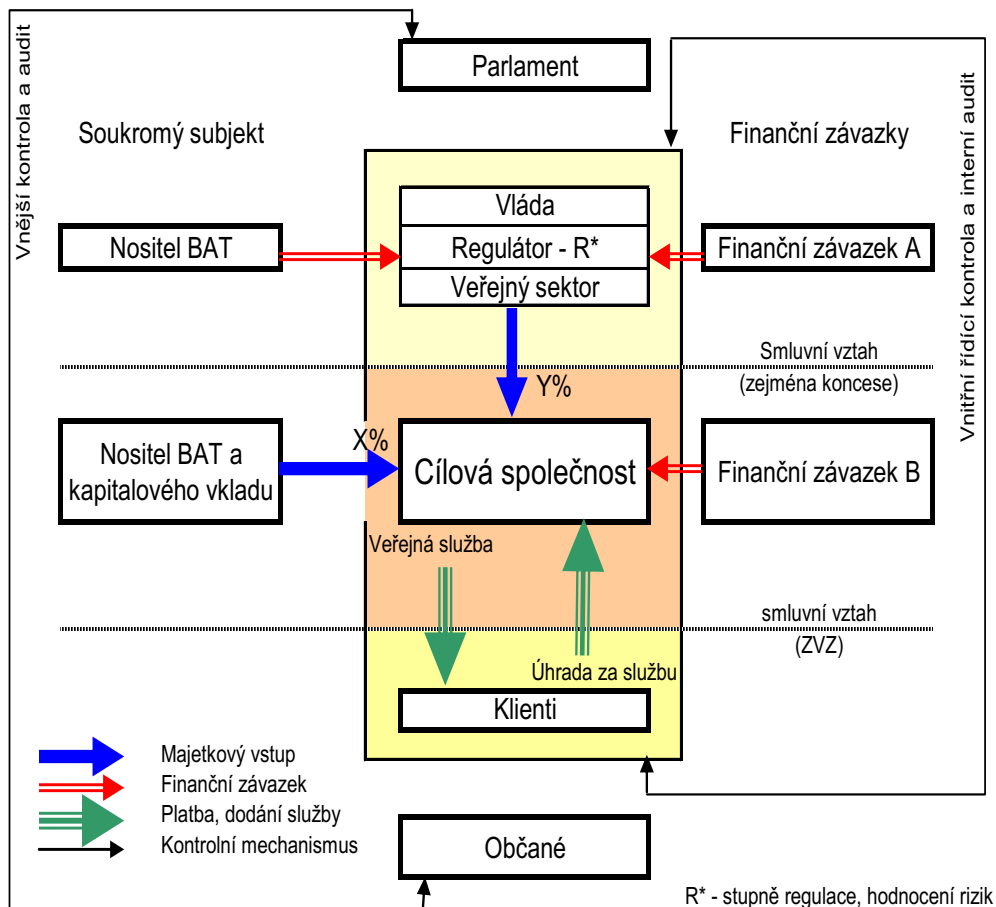 Vnější kontrola a audit
Parlament
Vnitřní řídící kontrola a interní audit
Soukromý subjekt
Finanční závazky
Vláda
Nositel BAT
Regulátor - R*
Finanční závazek A
Veřejný sektor
Smluvní vztah
(zejména koncese)
Y%
X%
Nositel BAT a
kapitalového vkladu
Cílová společnost
Finanční závazek B
Veřejná služba
smluvní vztah
(ZVZ)
Úhrada za službu
Klienti
Majetkový vstup
Finanční závazek
Platba, dodání služby
Kontrolní mechanismus
Občané
R* - stupně regulace, hodnocení rizik